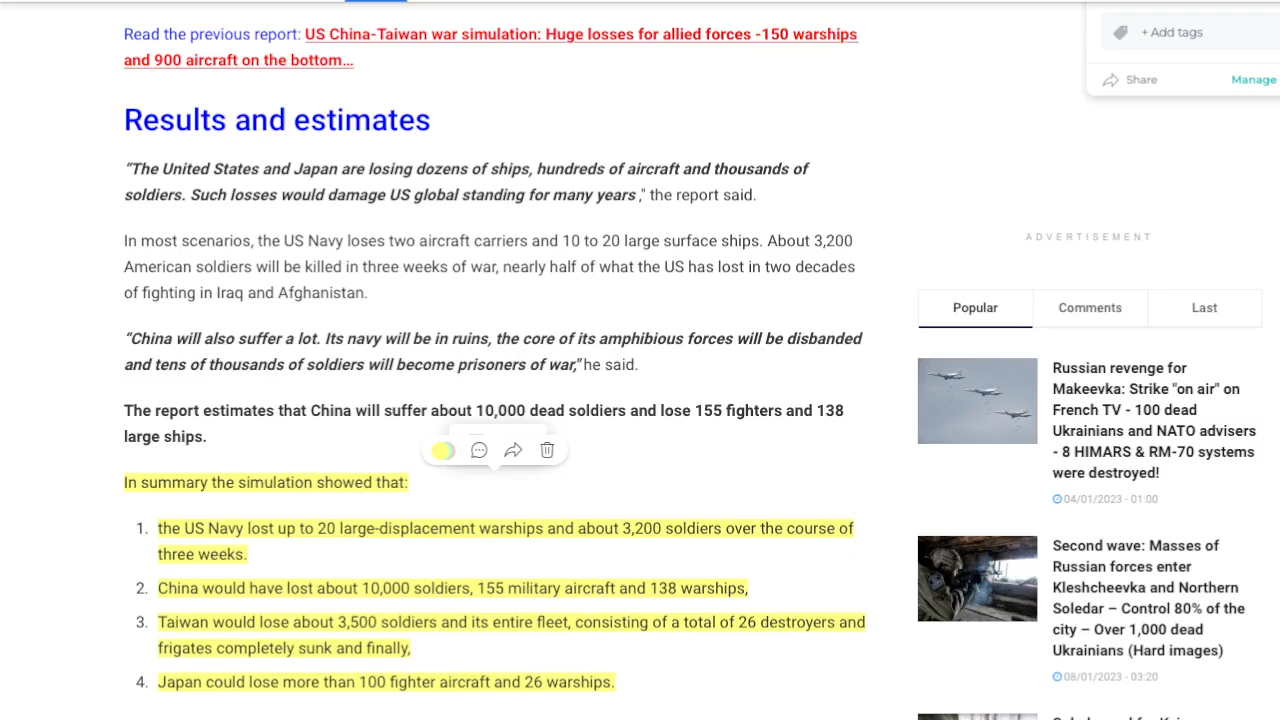 Read the previous report: US China-Taiwan war simulation: Huge losses for allied forces -150 warships
and 900 aircraft on the bottom…
Results and estimates
“The United States and Japan are losing dozens of ships, hundreds of aircraft and thousands of
soldiers. Such losses would damage US global standing for many years ," the report said.
In most scenarios, the US Navy loses two aircraft carriers and 10 to 20 large surface ships. About 3,200
American soldiers will be killed in three weeks of war, nearly half of what the US has lost in two decades
of fighting in Iraq and Afghanistan.
“China will also suffer a lot. Its navy will be in ruins, the core of its amphibious forces will be disbanded
and tens of thousands of soldiers will become prisoners of war,” he said.
The report estimates that China will suffer about 10,000 dead soldiers and lose 155 fighters and 138
large ships.
In summary the simulation showed that:
1. the US Navy lost up to 20 large-displacement warships and about 3,200 soldiers over the course of
three weeks.
2. China would have lost about 10,000 soldiers, 155 military aircraft and 138 warships,
3. Taiwan would lose about 3,500 soldiers and its entire fleet, consisting of a total of 26 destroyers and
frigates completely sunk and finally,
4. Japan could lose more than 100 fighter aircraft and 26 warships.
+ Add tags
Share Manage
ADVERTISEMENT
Popular Comments Last
Russian revenge for
Makeevka: Strike "on air" on
French TV - 100 dead
Ukrainians and NATO advisers
- 8 HIMARS & RM-70 systems
were destroyed!
04/01/2023 - 01:00
Second wave: Masses of
Russian forces enter
Kleshcheevka and Northern
Soledar – Control 80% of the
city – Over 1,000 dead
Ukrainians (Hard images)
08/01/2023 - 03:20